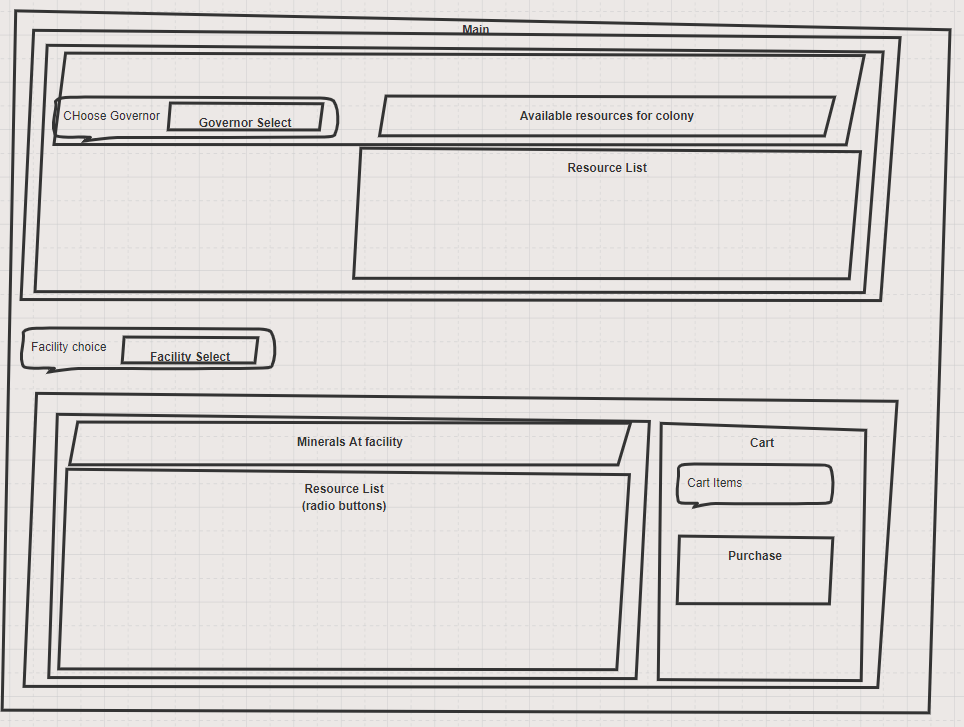 Main
CHoose Governor
Governor Select
Available resources for colony
Resource List
Facility choice
Facility Select
Minerals At facility
Resource List
(radio buttons)
Cart
Cart Items
Purchase